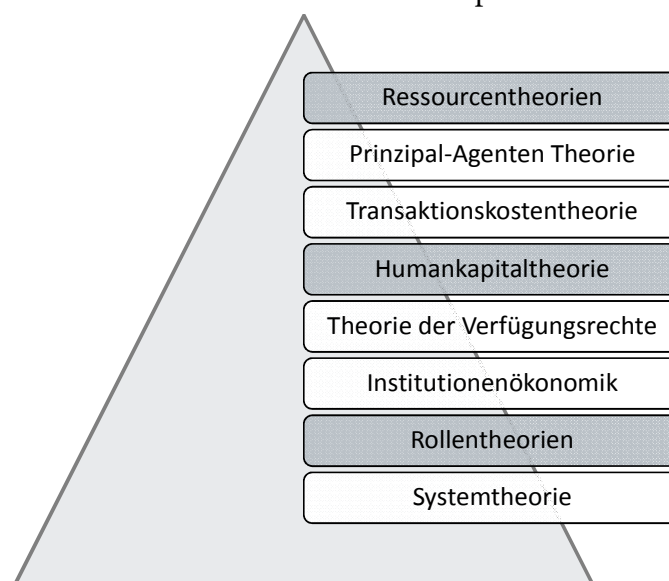 Ressourcentheorien
Prinzipal-Agenten Theorie
Transaktionskostentheorie
Humankapitaltheorie
Theorie der Verfügungsrechte
Institutionenökonomik
Rollentheorien
Systemtheorie